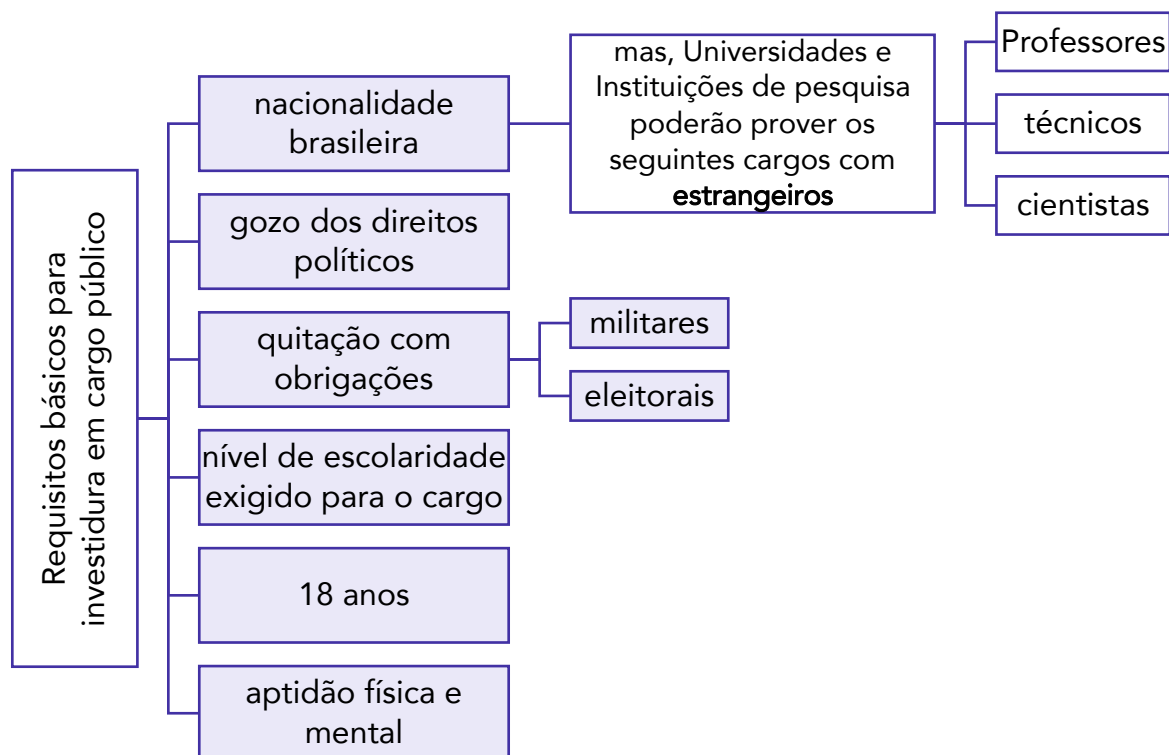 Requisitos básicos para
investidura em cargo público
nacionalidade
brasileira
mas, Universidades e
Instituições de pesquisa
poderão prover os
seguintes cargos com
estrangeiros
Professores
técnicos
cientistas
gozo dos direitos
políticos
quitação com
obrigações
militares
eleitorais
nível de escolaridade
exigido para o cargo
18 anos
aptidão física e
mental